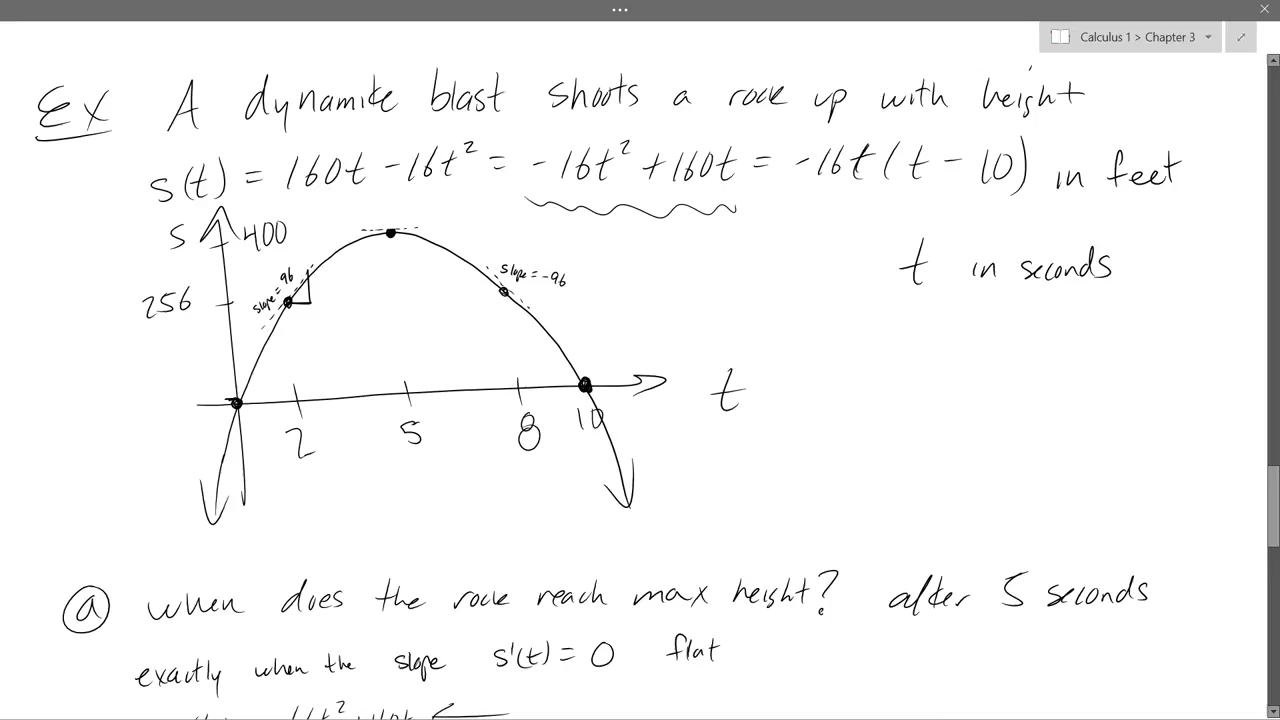 Calculus 1 > Chapter 3
Ex A dynamite blast shoots a rock up with height
s(t) = 160t - 16t² = -16t² + 160t = -16t(t - 10) in feet
s 400
slope = 96
slope = -96
256
t in seconds
t
2 5 8 10
(a) when does the rock reach max height? after 5 seconds
exactly when the slope s'(t) = 0 flat